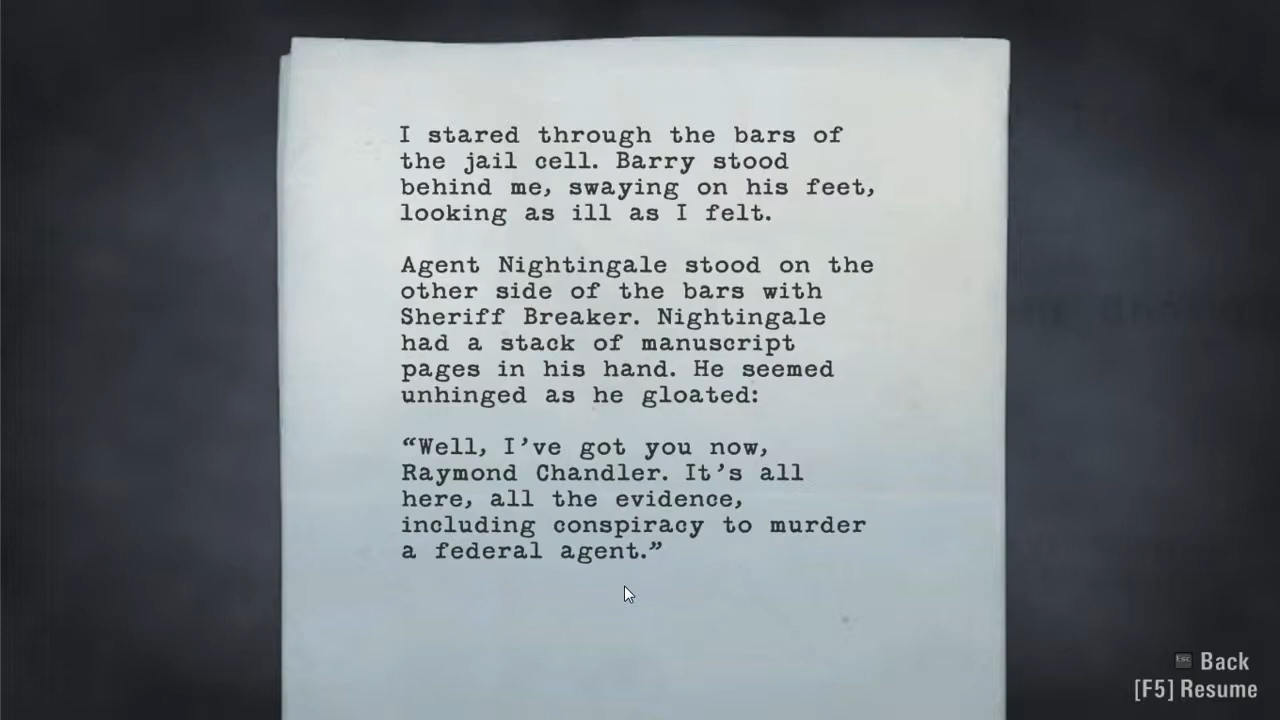 I stared through the bars of
the jail cell. Barry stood
behind me, swaying on his feet,
looking as ill as I felt.
Agent Nightingale stood on the
other side of the bars with
Sheriff Breaker. Nightingale
had a stack of manuscript
pages in his hand. He seemed
unhinged as he gloated:
“Well, I’ve got you now,
Raymond Chandler. It’s all
here, all the evidence,
including conspiracy to murder
a federal agent.”
Esc Back
[F5] Resume